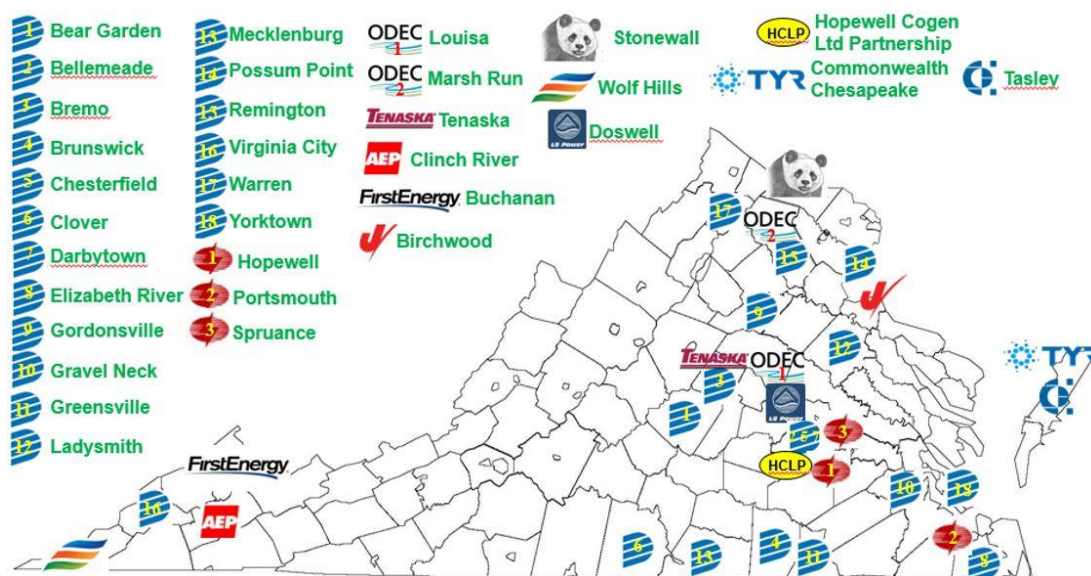 1 Bear Garden
2 Bellemeade
3 Bremo
4 Brunswick
5 Chesterfield
6 Clover
7 Darbytown
8 Elizabeth River
9 Gordonsville
10 Gravel Neck
11 Greensville
12 Ladysmith
13 Mecklenburg
14 Possum Point
15 Remington
16 Virginia City
17 Warren
18 Yorktown
1 Hopewell
2 Portsmouth
3 Spruance
ODEC 1 Louisa
ODEC 2 Marsh Run
TENASKA Tenaska
AEP Clinch River
FirstEnergy Buchanan
Birchwood
Stonewall
Wolf Hills
LS Power Doswell
HCLP Hopewell Cogen
Ltd Partnership
TYR Commonwealth
Chesapeake
Tasley
17
ODEC
2
15
14
9
12
TENASKA
ODEC
1
3
TYR
1
LS Power
2 5 7
3
HCLP
1
FirstEnergy
10
18
16
AEP
2
6
13
4
11
8